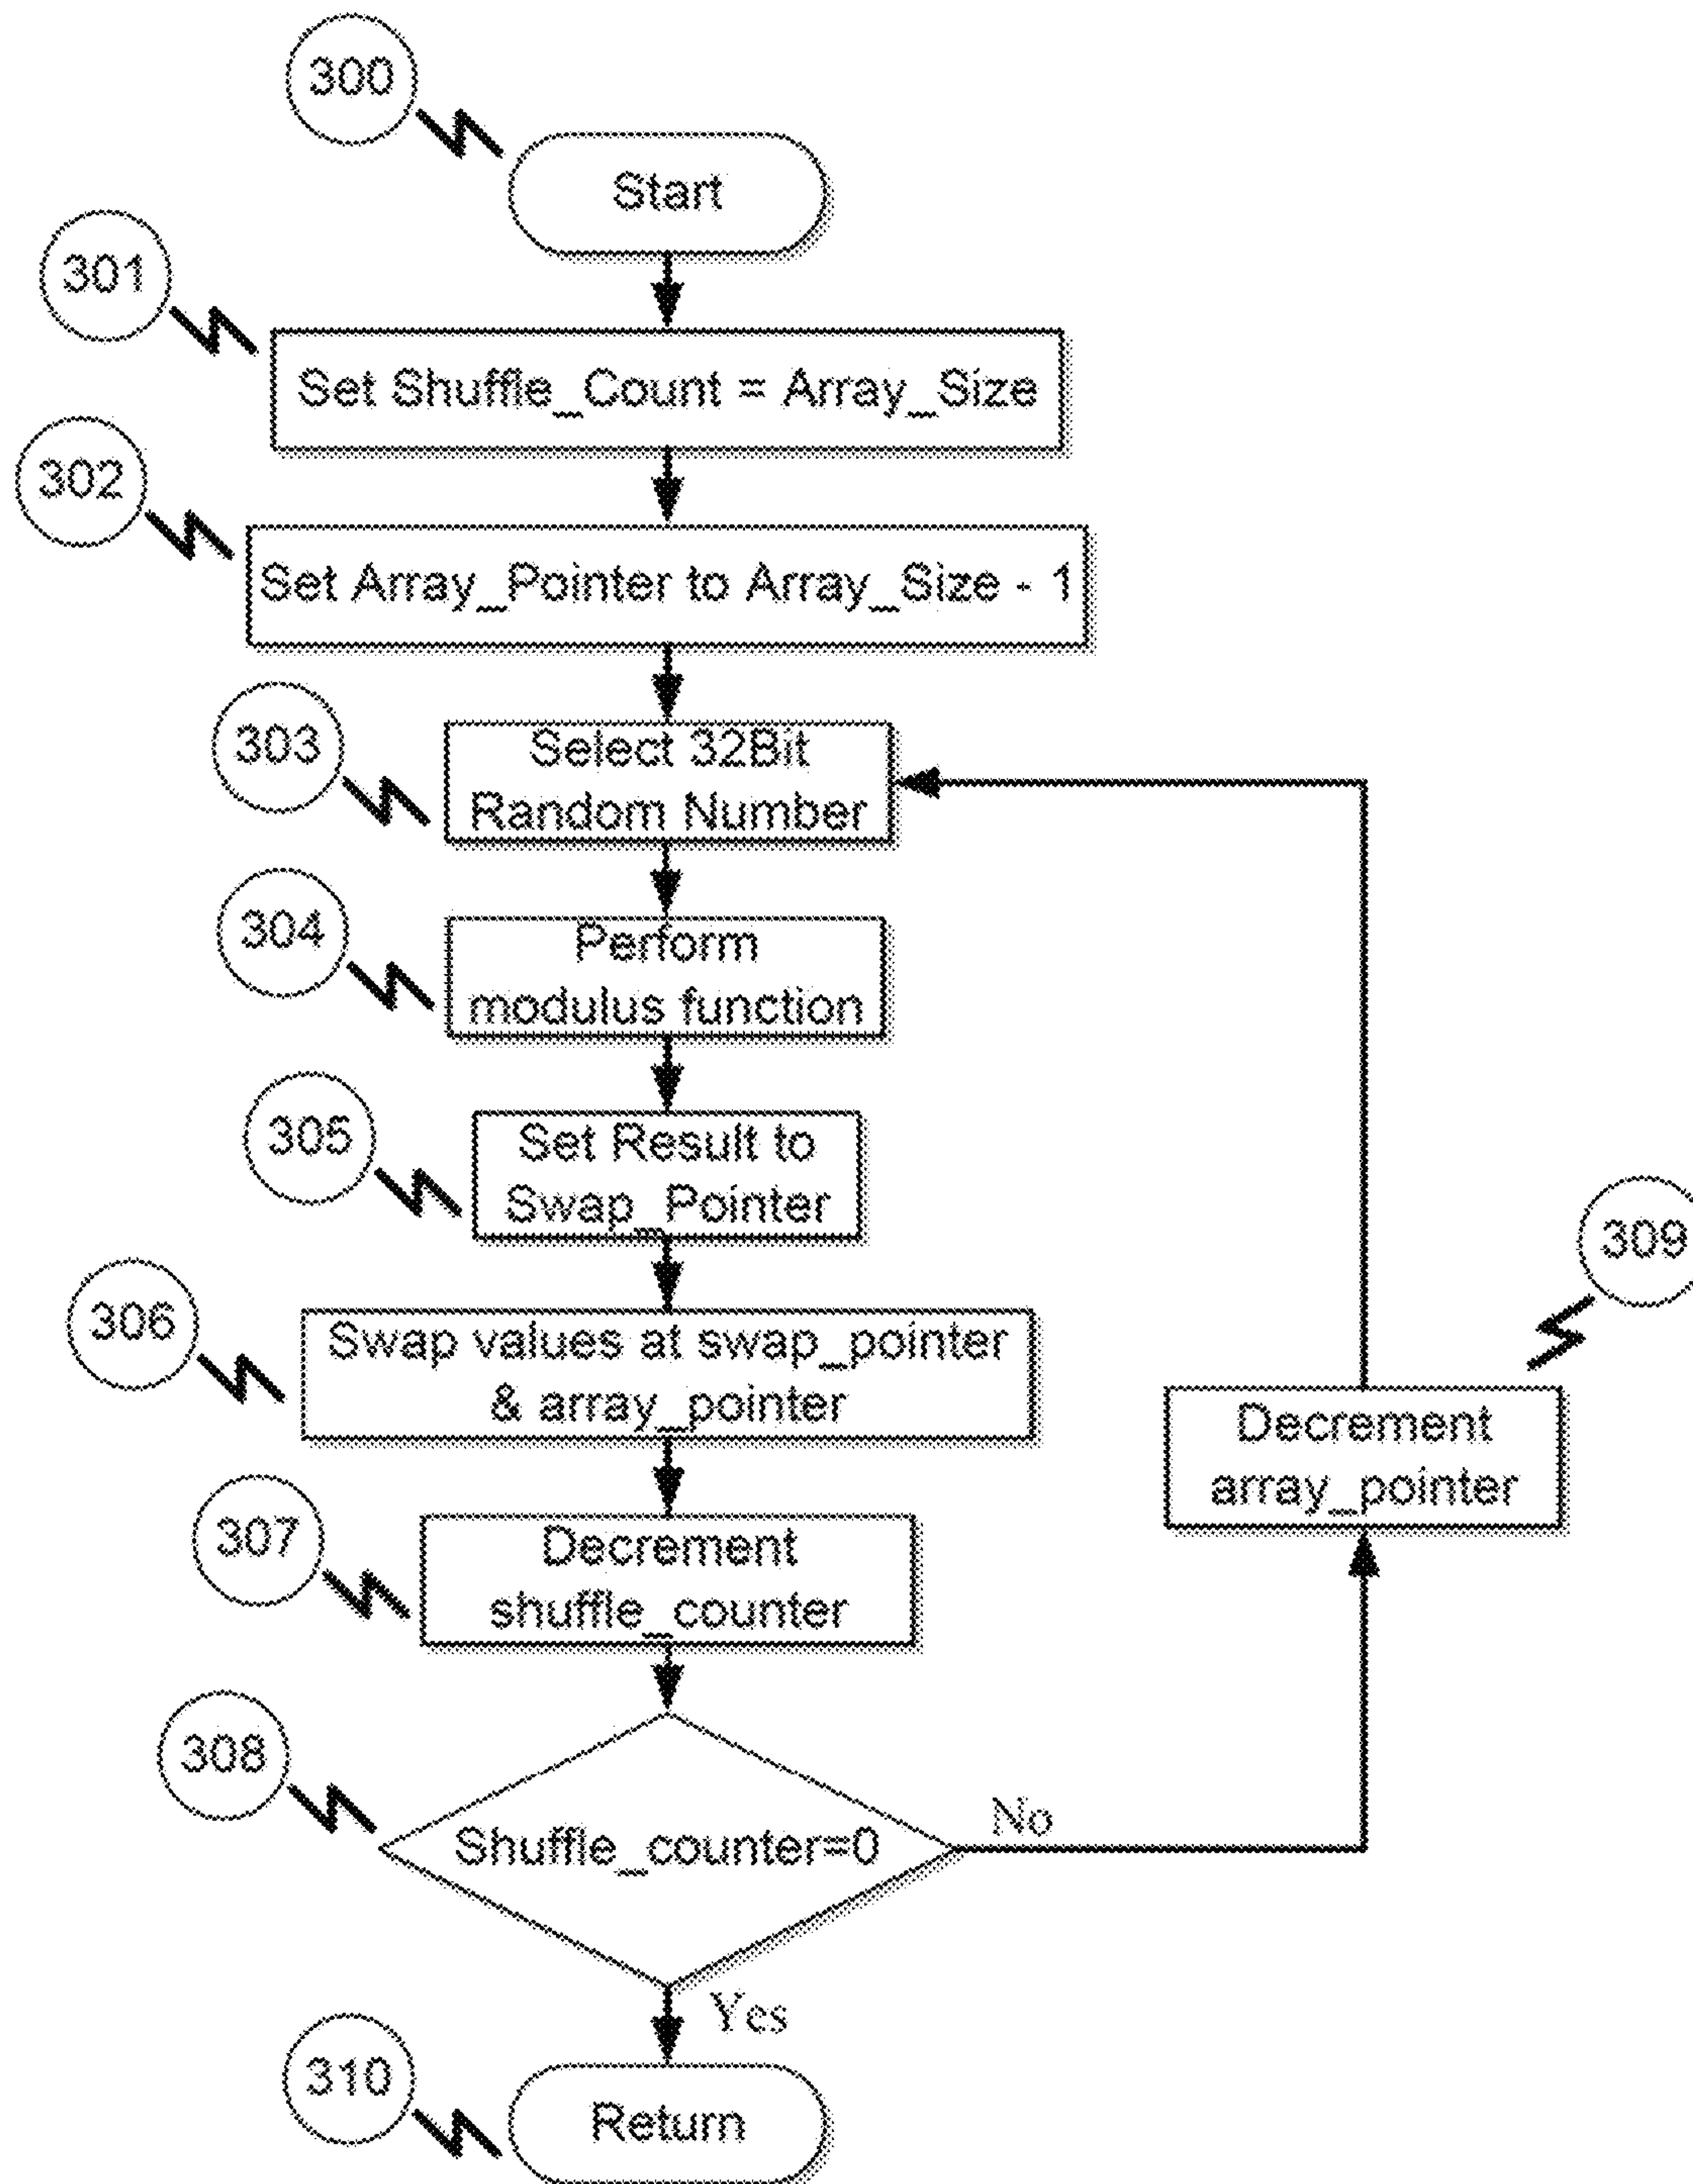 300
Start
301
Set Shuffle_Count = Array_Size
302
Set Array_Pointer to Array_Size - 1
303
Select 32Bit
Random Number
304
Perform
modulus function
305
Set Result to
Swap_Pointer
306
Swap values at swap_pointer
& array_pointer
309
Decrement
array_pointer
307
Decrement
shuffle_counter
308
Shuffle_counter=0
No
Yes
310
Return